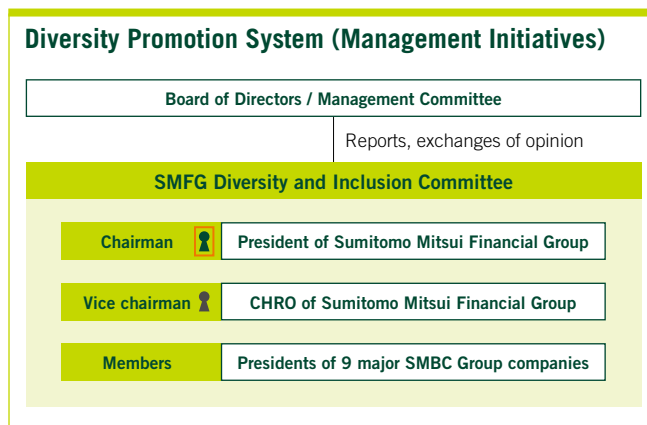 Diversity Promotion System (Management Initiatives)
Board of Directors / Management Committee
Reports, exchanges of opinion
SMFG Diversity and Inclusion Committee
Chairman President of Sumitomo Mitsui Financial Group
Vice chairman CHRO of Sumitomo Mitsui Financial Group
Members Presidents of 9 major SMBC Group companies